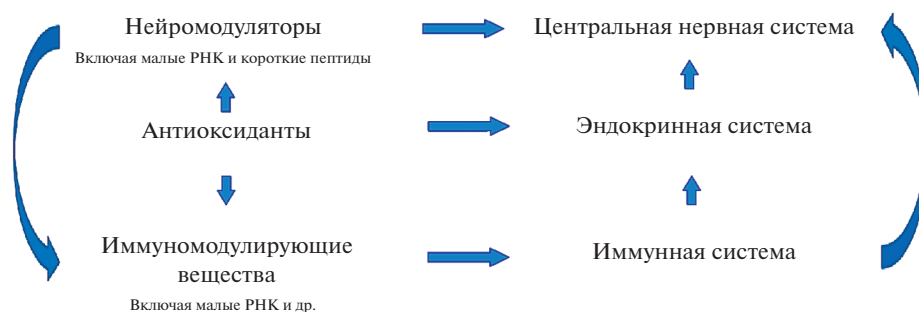 Нейромодуляторы
Включая малые РНК и короткие пептиды
Центральная нервная система
Антиоксиданты
Эндокринная система
Иммуномодулирующие
вещества
Включая малые РНК и др.
Иммунная система